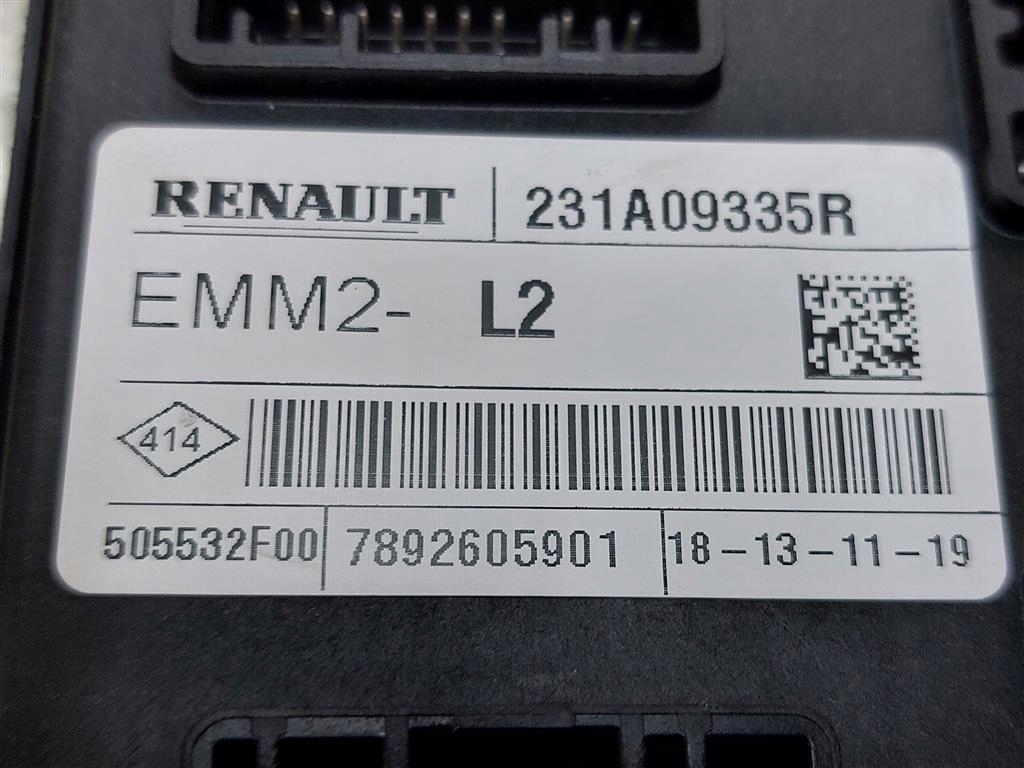 RENAULT 231A09335R
EMM2- L2
414
505532F00 7892605901 18-13-11-19